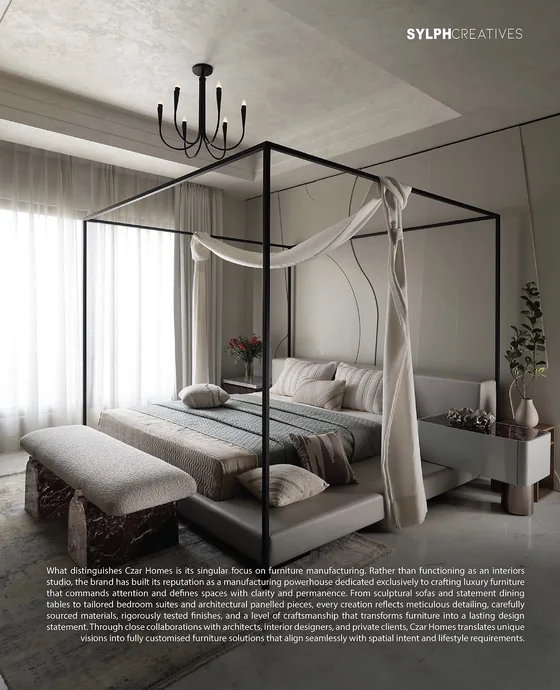 SYLPHCREATIVES
What distinguishes Czar Homes is its singular focus on furniture manufacturing. Rather than functioning as an interiors
studio, the brand has built its reputation as a manufacturing powerhouse dedicated exclusively to crafting luxury furniture
that commands attention and defines spaces with clarity and permanence. From sculptural sofas and statement dining
tables to tailored bedroom suites and architectural panelled pieces, every creation reflects meticulous detailing, carefully
sourced materials, rigorously tested finishes, and a level of craftsmanship that transforms furniture into a lasting design
statement. Through close collaborations with architects, interior designers, and private clients, Czar Homes translates unique
visions into fully customised furniture solutions that align seamlessly with spatial intent and lifestyle requirements.